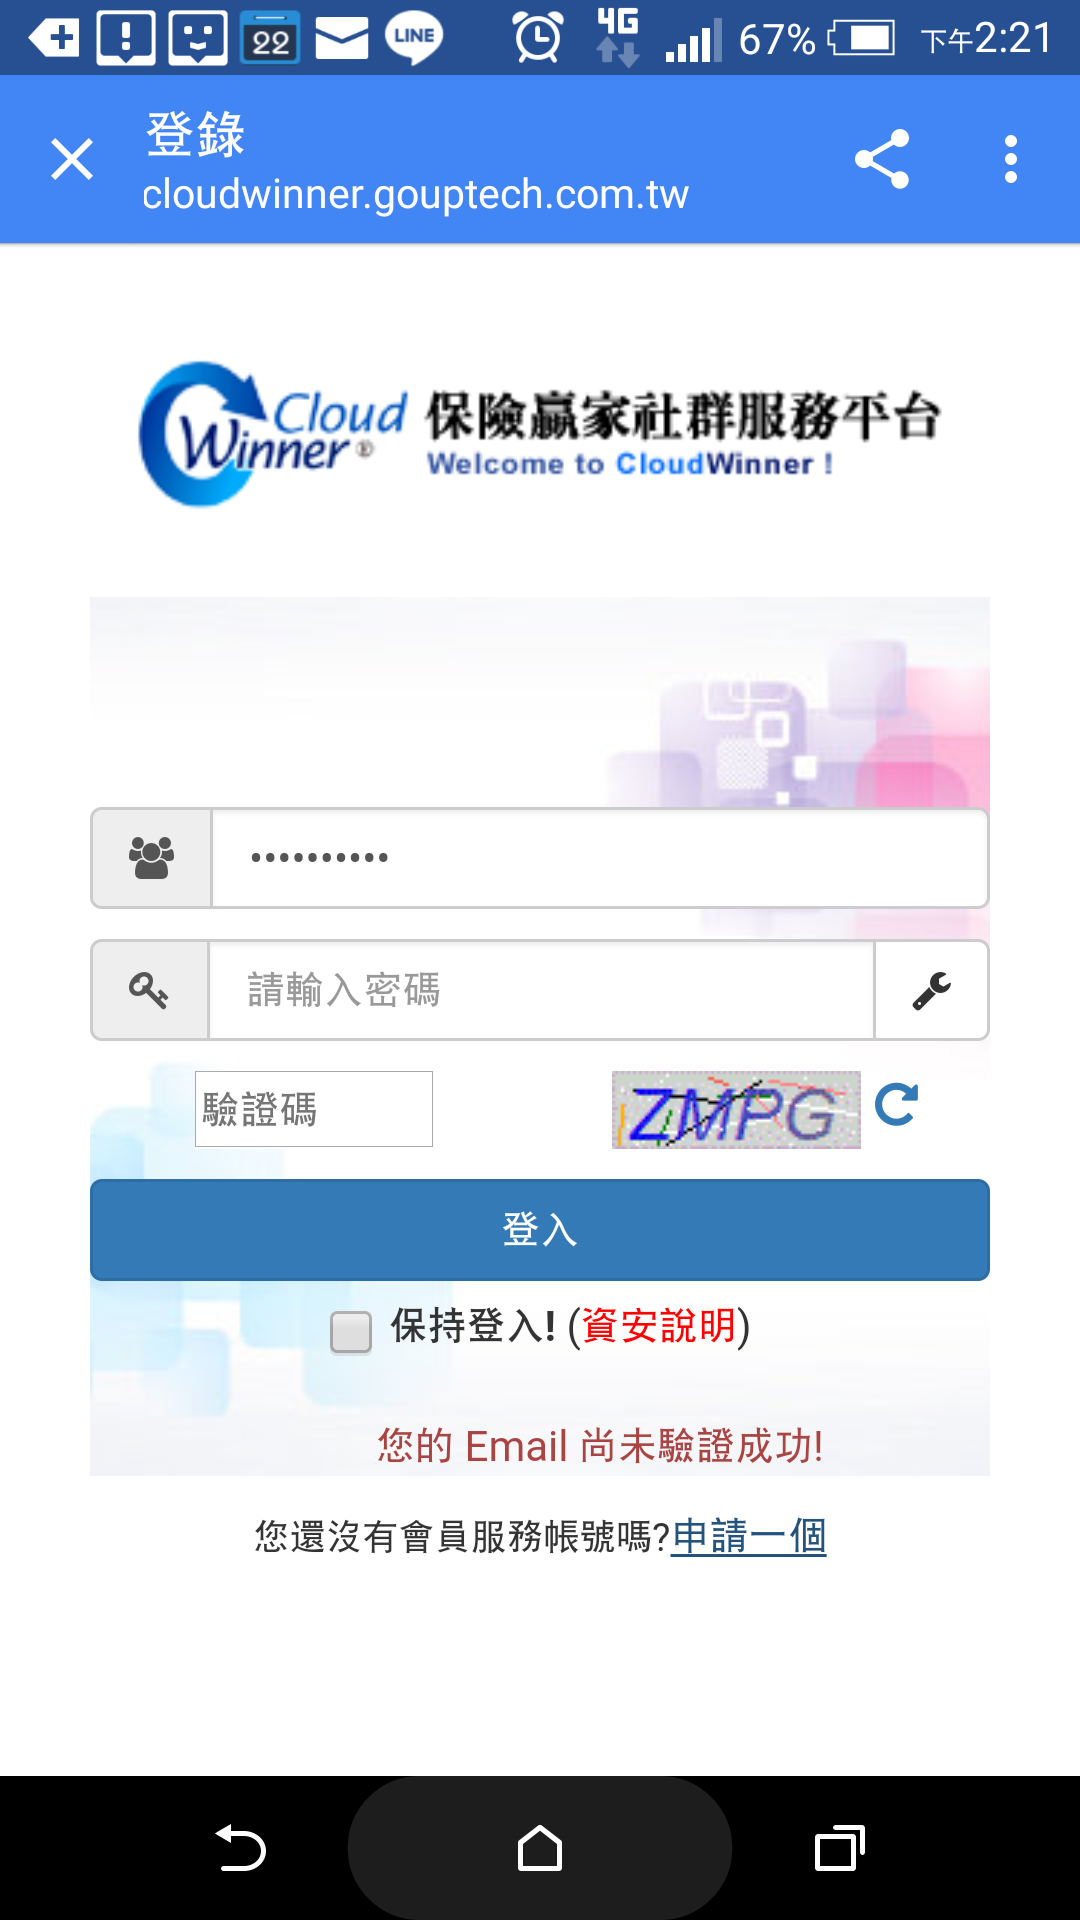 22 LINE 4G 67% 下午2:21
登錄
cloudwinner.gouptech.com.tw
Cloud Winner ® 保險贏家社群服務平台
Welcome to CloudWinner !
••••••••••
請輸入密碼
驗證碼 ZMPG
登入
保持登入! (資安說明)
您的 Email 尚未驗證成功!
您還沒有會員服務帳號嗎?申請一個